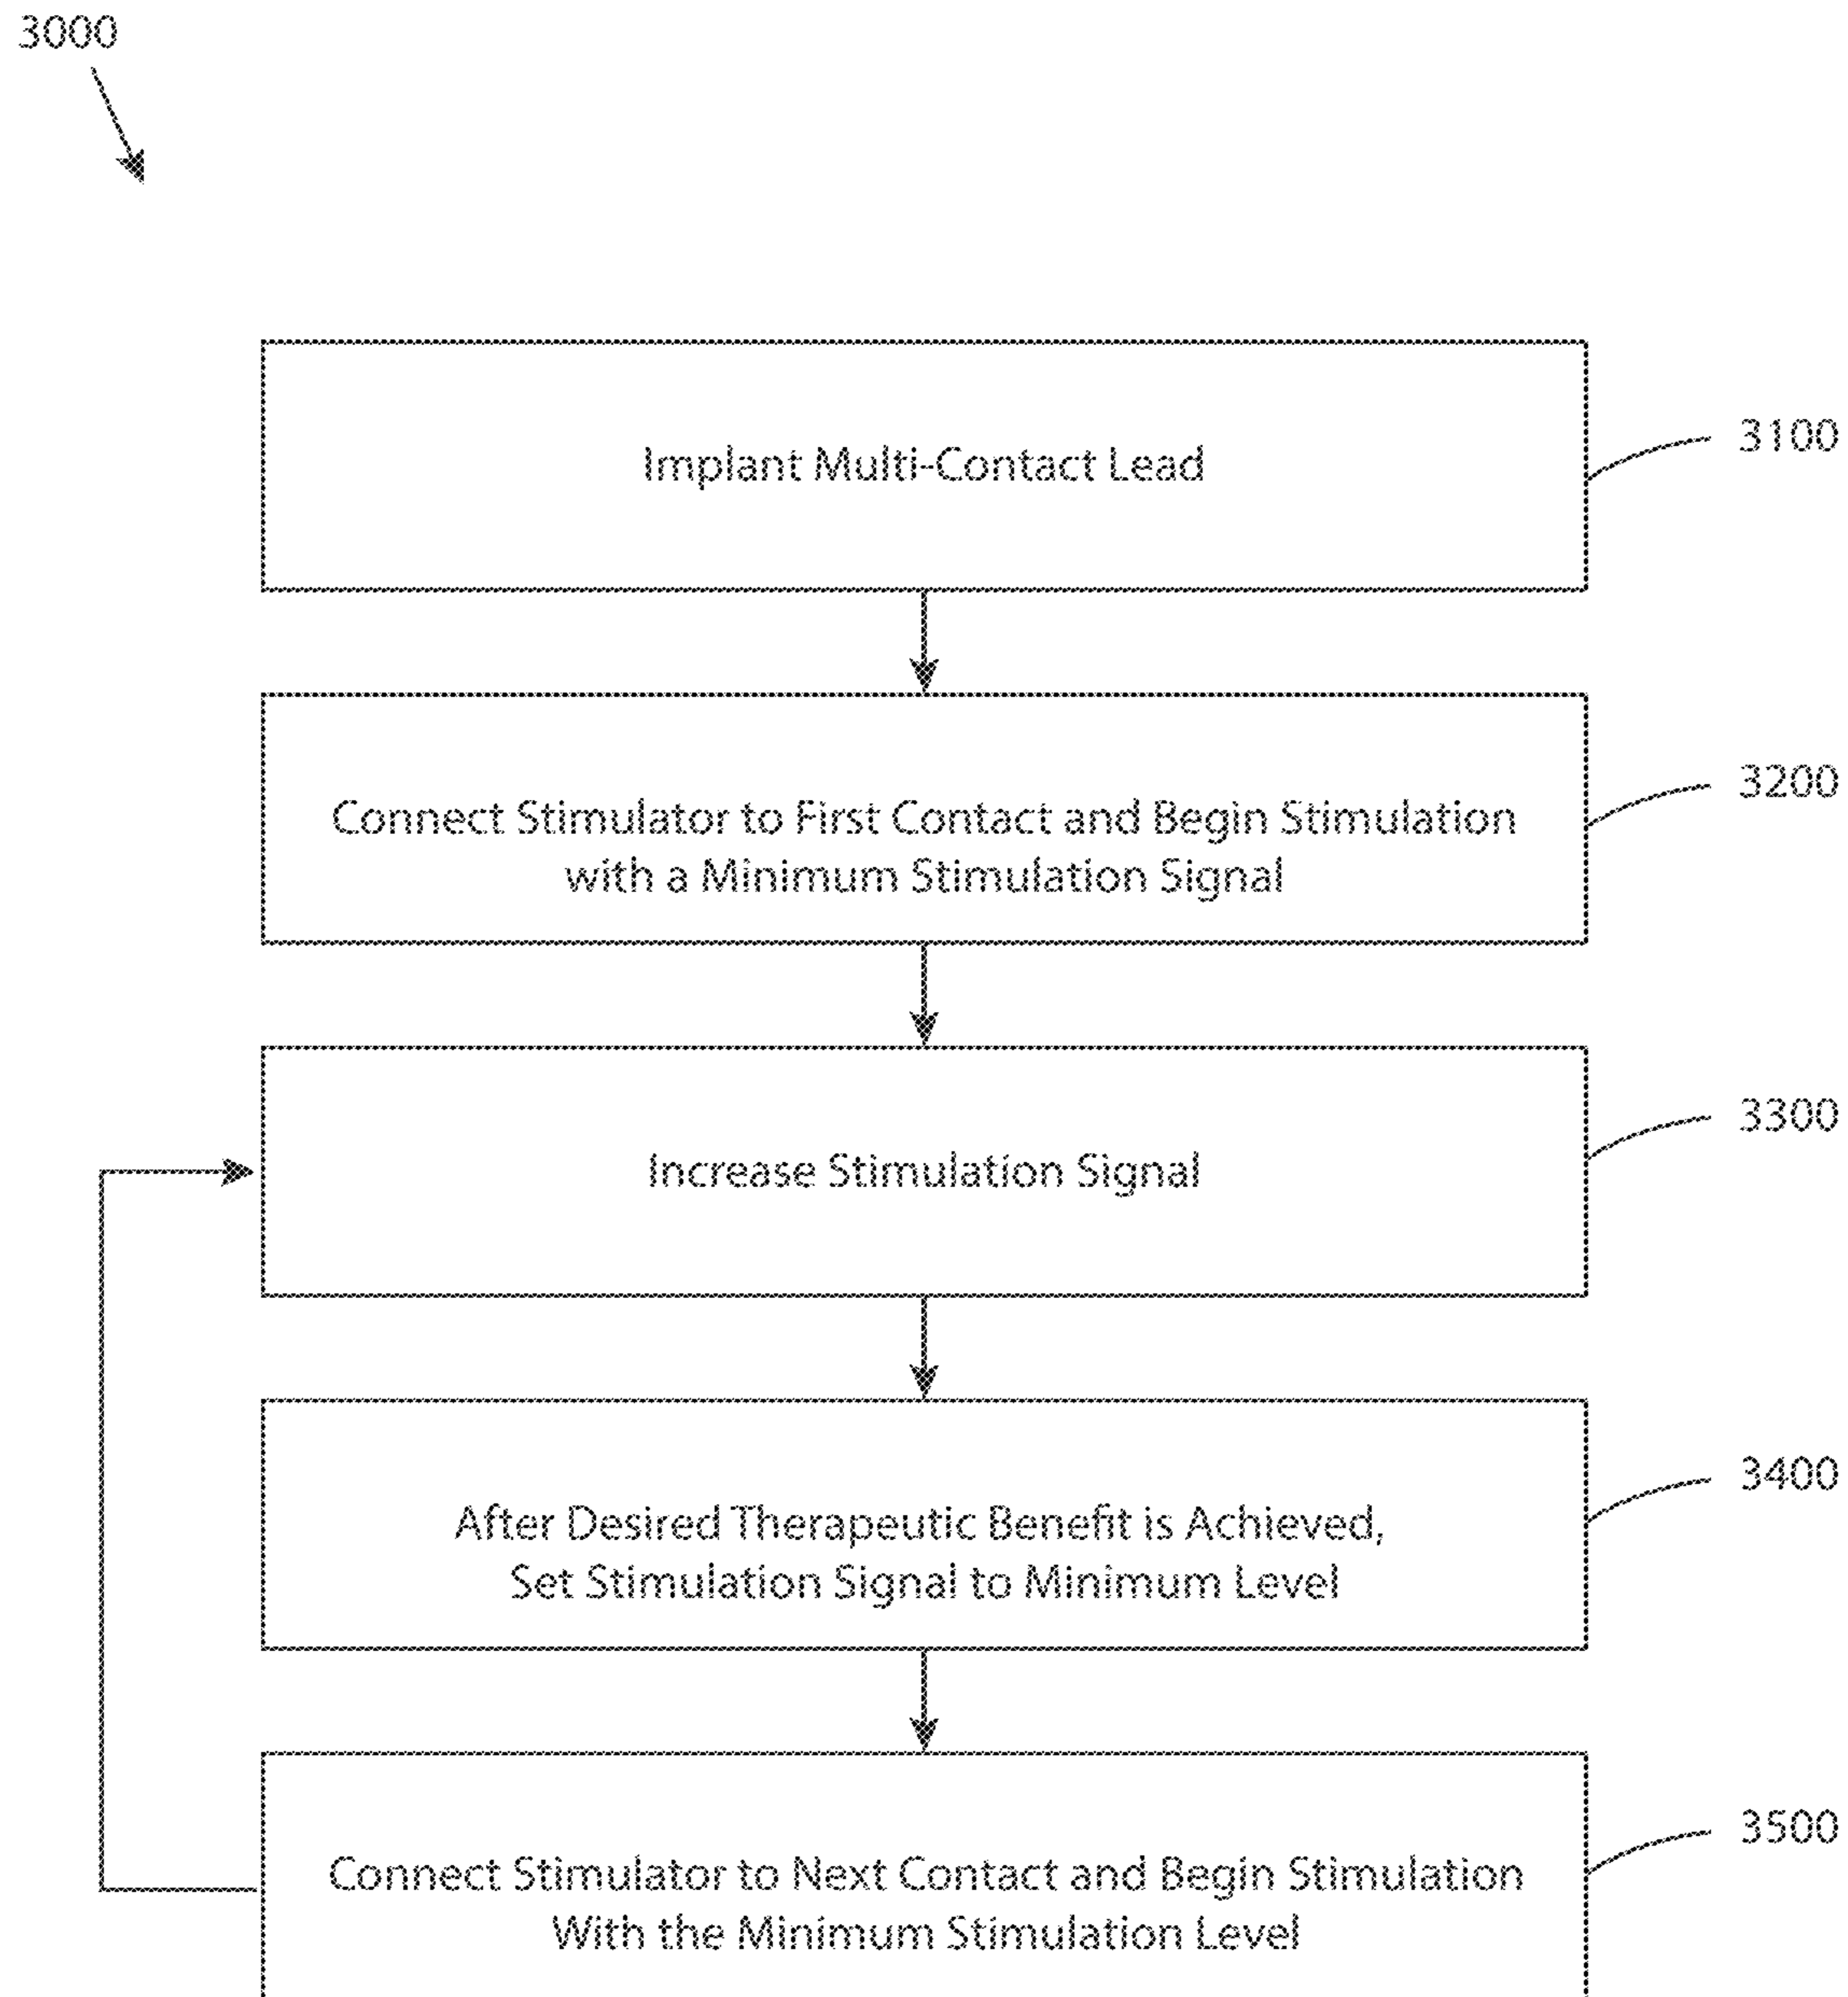 3000
Implant Multi-Contact Lead
3100
Connect Stimulator to First Contact and Begin Stimulation
with a Minimum Stimulation Signal
3200
Increase Stimulation Signal
3300
After Desired Therapeutic Benefit is Achieved,
Set Stimulation Signal to Minimum Level
3400
Connect Stimulator to Next Contact and Begin Stimulation
With the Minimum Stimulation Level
3500